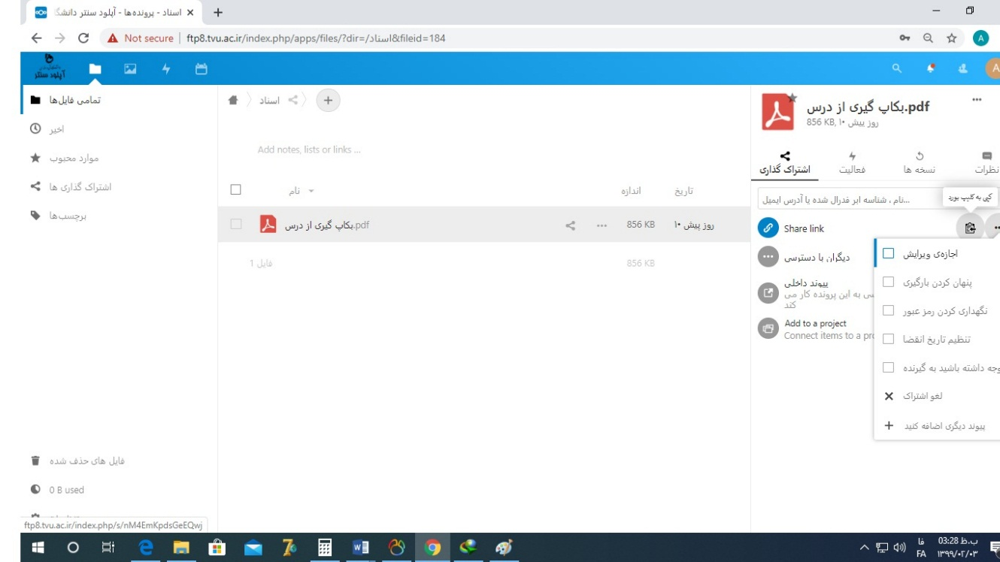 اسناد - پرونده‌ها - آپلود سنتر دانشگ
Not secure
ftp8.tvu.ac.ir/index.php/apps/files/?dir=/اسناد&fileid=184
A
آپلود سنتر
A
تمامی فایل‌ها
اخیر
موارد محبوب
اشتراک گذاری ها
برچسب‌ها
فایل های حذف شده
0 B used
ftp8.tvu.ac.ir/index.php/s/nM4EmKpdsGeEQwj
اسناد
Add notes, lists or links ...
نام
اندازه
تاریخ
بکاپ گیری از درس.pdf
856 KB
روز پیش ۱۰
فایل 1
856 KB
بکاپ گیری از درس.pdf
856 KB, روز پیش ۱۰
اشتراک گذاری
فعالیت
نسخه ها
نظرات
نام ، شناسه ابر فدرال شده یا آدرس ایمیل...
کپی به کلیپ بورد
Share link
دیگران با دسترسی
پیوند داخلی
به این پرونده کار می
کند
Add to a project
Connect items to a
اجازه‌ی ویرایش
پنهان کردن بارگیری
نگهداری کردن رمز عبور
تنظیم تاریخ انقضا
وجه داشته باشید به گیرنده
لغو اشتراک
پیوند دیگری اضافه کنید
فا
FA
03:28 ب.ظ
۱۳۹۹/۰۲/۰۳